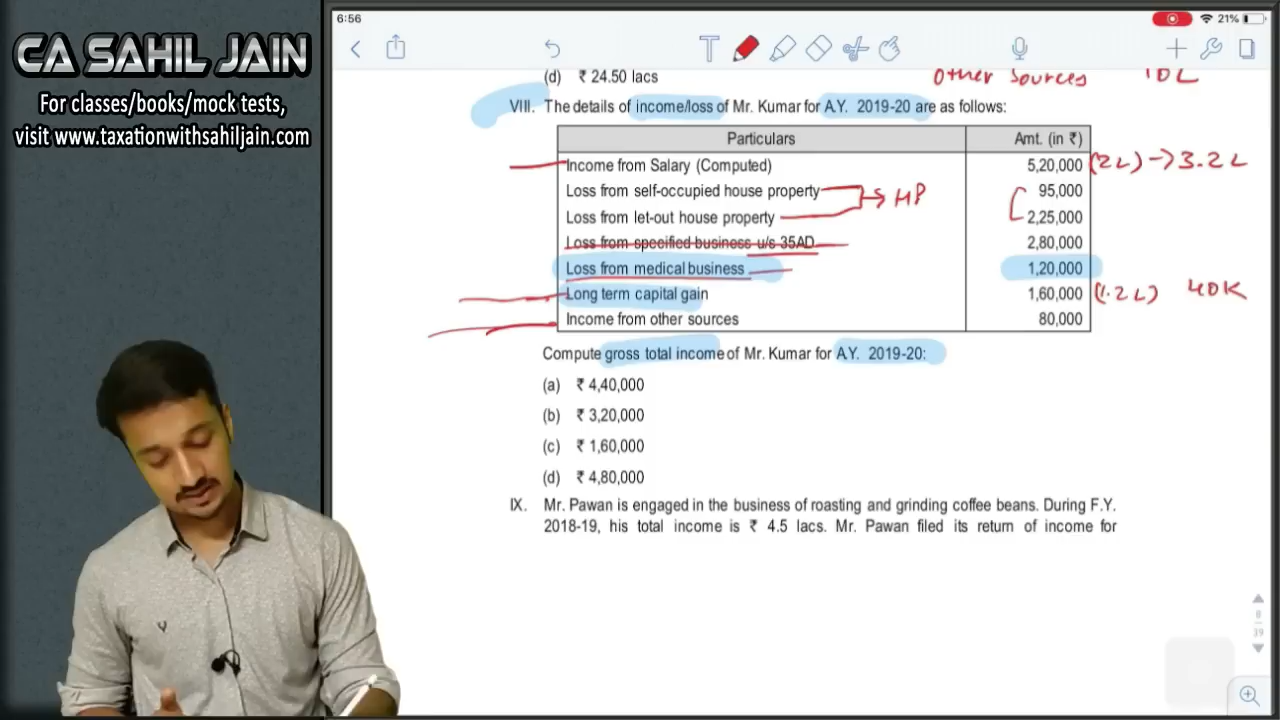 6:56
21%
CA SAHIL JAIN
For classes/books/mock tests,
visit www.taxationwithsahiljain.com
T
(d) ₹ 24.50 lacs
Other Sources 10L
VIII. The details of income/loss of Mr. Kumar for A.Y. 2019-20 are as follows:
Particulars Amt. (in ₹)
Income from Salary (Computed) 5,20,000 (2L) → 3.2L
Loss from self-occupied house property 95,000
→ HP
Loss from let-out house property 2,25,000
Loss from specified business u/s 35AD 2,80,000
Loss from medical business 1,20,000
Long term capital gain 1,60,000 (1.2L) 40K
Income from other sources 80,000
Compute gross total income of Mr. Kumar for A.Y. 2019-20:
(a) ₹ 4,40,000
(b) ₹ 3,20,000
(c) ₹ 1,60,000
(d) ₹ 4,80,000
IX. Mr. Pawan is engaged in the business of roasting and grinding coffee beans. During F.Y.
2018-19, his total income is ₹ 4.5 lacs. Mr. Pawan filed its return of income for